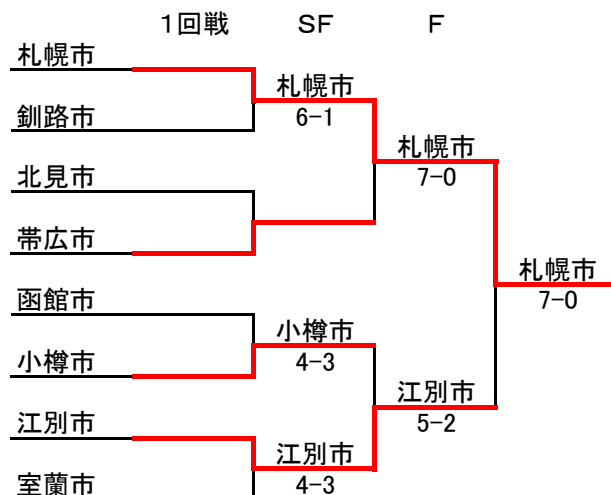 1回戦 SF F
札幌市
釧路市
北見市
帯広市
函館市
小樽市
江別市
室蘭市
札幌市
6-1
小樽市
4-3
江別市
4-3
札幌市
7-0
江別市
5-2
札幌市
7-0